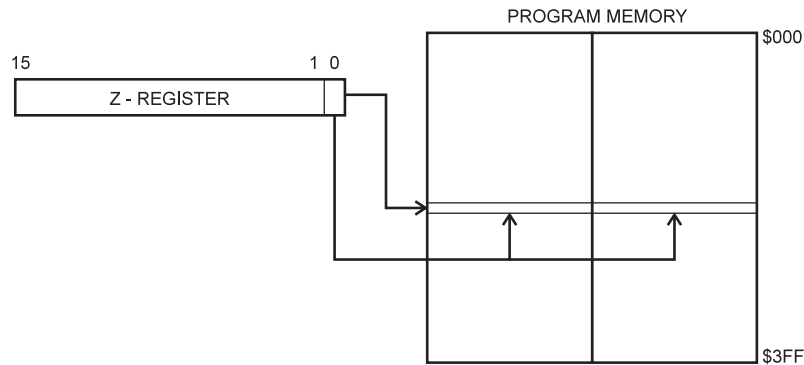 PROGRAM MEMORY
$000
15 1 0
Z - REGISTER
$3FF